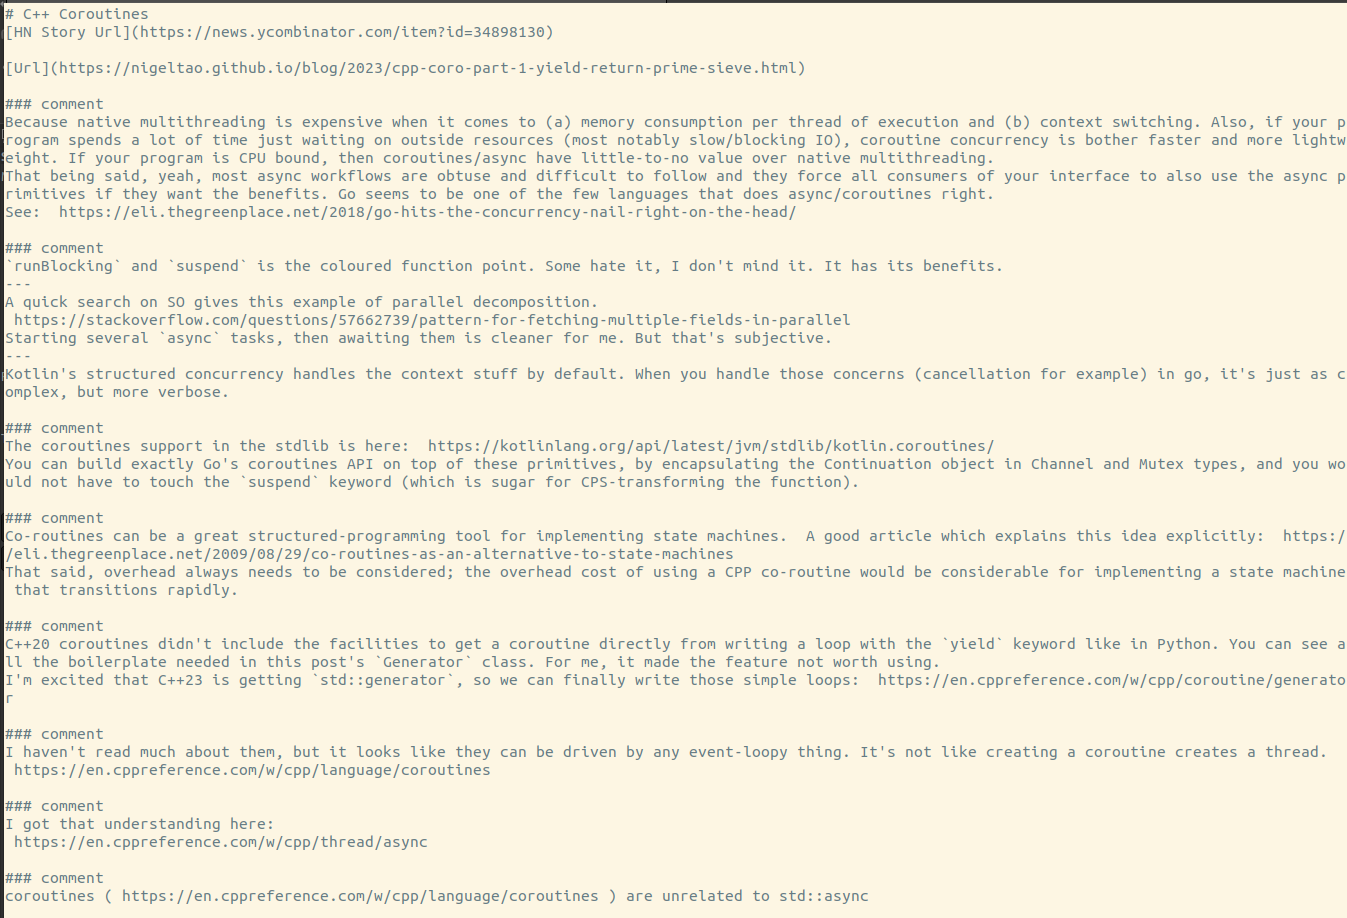 # C++ Coroutines
[HN Story Url](https://news.ycombinator.com/item?id=34898130)
[Url](https://nigeltao.github.io/blog/2023/cpp-coro-part-1-yield-return-prime-sieve.html)
### comment
Because native multithreading is expensive when it comes to (a) memory consumption per thread of execution and (b) context switching. Also, if your p
rogram spends a lot of time just waiting on outside resources (most notably slow/blocking IO), coroutine concurrency is bother faster and more lightw
eight. If your program is CPU bound, then coroutines/async have little-to-no value over native multithreading.
That being said, yeah, most async workflows are obtuse and difficult to follow and they force all consumers of your interface to also use the async p
rimitives if they want the benefits. Go seems to be one of the few languages that does async/coroutines right.
See:  https://eli.thegreenplace.net/2018/go-hits-the-concurrency-nail-right-on-the-head/
### comment
`runBlocking` and `suspend` is the coloured function point. Some hate it, I don't mind it. It has its benefits.
---
A quick search on SO gives this example of parallel decomposition.
 https://stackoverflow.com/questions/57662739/pattern-for-fetching-multiple-fields-in-parallel
Starting several `async` tasks, then awaiting them is cleaner for me. But that's subjective.
---
Kotlin's structured concurrency handles the context stuff by default. When you handle those concerns (cancellation for example) in go, it's just as c
omplex, but more verbose.
### comment
The coroutines support in the stdlib is here:  https://kotlinlang.org/api/latest/jvm/stdlib/kotlin.coroutines/
You can build exactly Go's coroutines API on top of these primitives, by encapsulating the Continuation object in Channel and Mutex types, and you wo
uld not have to touch the `suspend` keyword (which is sugar for CPS-transforming the function).
### comment
Co-routines can be a great structured-programming tool for implementing state machines.  A good article which explains this idea explicitly:  https:/
/eli.thegreenplace.net/2009/08/29/co-routines-as-an-alternative-to-state-machines
That said, overhead always needs to be considered; the overhead cost of using a CPP co-routine would be considerable for implementing a state machine
 that transitions rapidly.
### comment
C++20 coroutines didn't include the facilities to get a coroutine directly from writing a loop with the `yield` keyword like in Python. You can see a
ll the boilerplate needed in this post's `Generator` class. For me, it made the feature not worth using.
I'm excited that C++23 is getting `std::generator`, so we can finally write those simple loops:  https://en.cppreference.com/w/cpp/coroutine/generato
r
### comment
I haven't read much about them, but it looks like they can be driven by any event-loopy thing. It's not like creating a coroutine creates a thread.
 https://en.cppreference.com/w/cpp/language/coroutines
### comment
I got that understanding here:
 https://en.cppreference.com/w/cpp/thread/async
### comment
coroutines ( https://en.cppreference.com/w/cpp/language/coroutines ) are unrelated to std::async